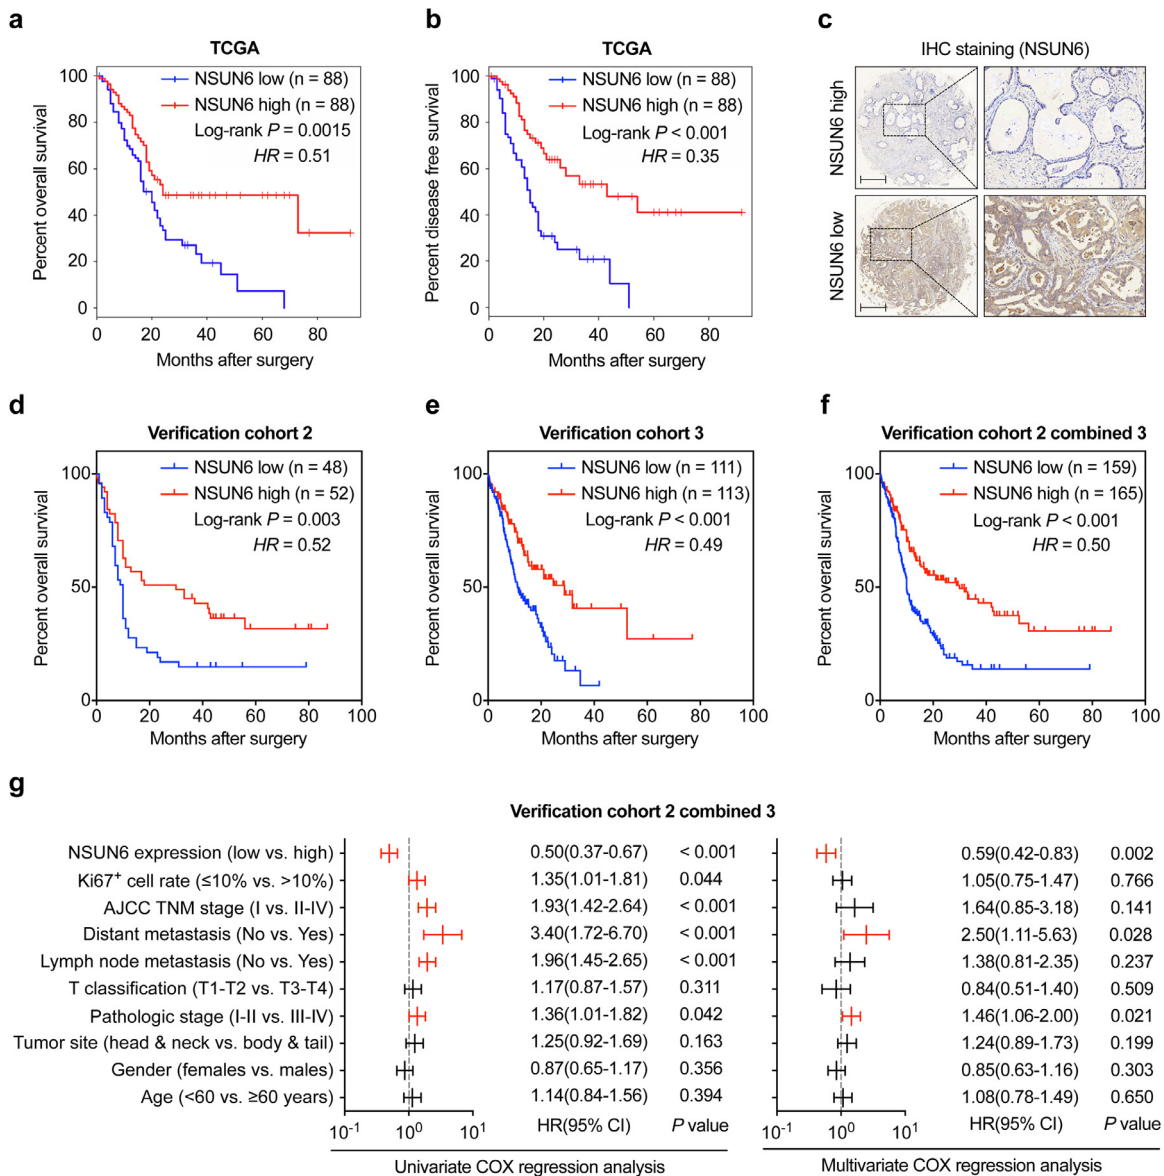 a
TCGA
Percent overall survival
100
80
60
40
20
0
NSUN6 low (n = 88)
NSUN6 high (n = 88)
Log-rank P = 0.0015
HR = 0.51
0 20 40 60 80
Months after surgery
b
TCGA
Percent disease free survival
100
80
60
40
20
0
NSUN6 low (n = 88)
NSUN6 high (n = 88)
Log-rank P < 0.001
HR = 0.35
0 20 40 60 80
Months after surgery
c
IHC staining (NSUN6)
NSUN6 high
NSUN6 low
d
Verification cohort 2
Percent overall survival
100
50
0
NSUN6 low (n = 48)
NSUN6 high (n = 52)
Log-rank P = 0.003
HR = 0.52
0 20 40 60 80 100
Months after surgery
e
Verification cohort 3
Percent overall survival
100
50
0
NSUN6 low (n = 111)
NSUN6 high (n = 113)
Log-rank P < 0.001
HR = 0.49
0 20 40 60 80 100
Months after surgery
f
Verification cohort 2 combined 3
Percent overall survival
100
50
0
NSUN6 low (n = 159)
NSUN6 high (n = 165)
Log-rank P < 0.001
HR = 0.50
0 20 40 60 80 100
Months after surgery
g
Verification cohort 2 combined 3
NSUN6 expression (low vs. high) 0.50(0.37-0.67) < 0.001 0.59(0.42-0.83) 0.002
Ki67+ cell rate (≤10% vs. >10%) 1.35(1.01-1.81) 0.044 1.05(0.75-1.47) 0.766
AJCC TNM stage (I vs. II-IV) 1.93(1.42-2.64) < 0.001 1.64(0.85-3.18) 0.141
Distant metastasis (No vs. Yes) 3.40(1.72-6.70) < 0.001 2.50(1.11-5.63) 0.028
Lymph node metastasis (No vs. Yes) 1.96(1.45-2.65) < 0.001 1.38(0.81-2.35) 0.237
T classification (T1-T2 vs. T3-T4) 1.17(0.87-1.57) 0.311 0.84(0.51-1.40) 0.509
Pathologic stage (I-II vs. III-IV) 1.36(1.01-1.82) 0.042 1.46(1.06-2.00) 0.021
Tumor site (head & neck vs. body & tail) 1.25(0.92-1.69) 0.163 1.24(0.89-1.73) 0.199
Gender (females vs. males) 0.87(0.65-1.17) 0.356 0.85(0.63-1.16) 0.303
Age (<60 vs. ≥60 years) 1.14(0.84-1.56) 0.394 1.08(0.78-1.49) 0.650
10-1 100 101 HR(95% CI) P value 10-1 100 101 HR(95% CI) P value
Univariate COX regression analysis Multivariate COX regression analysis